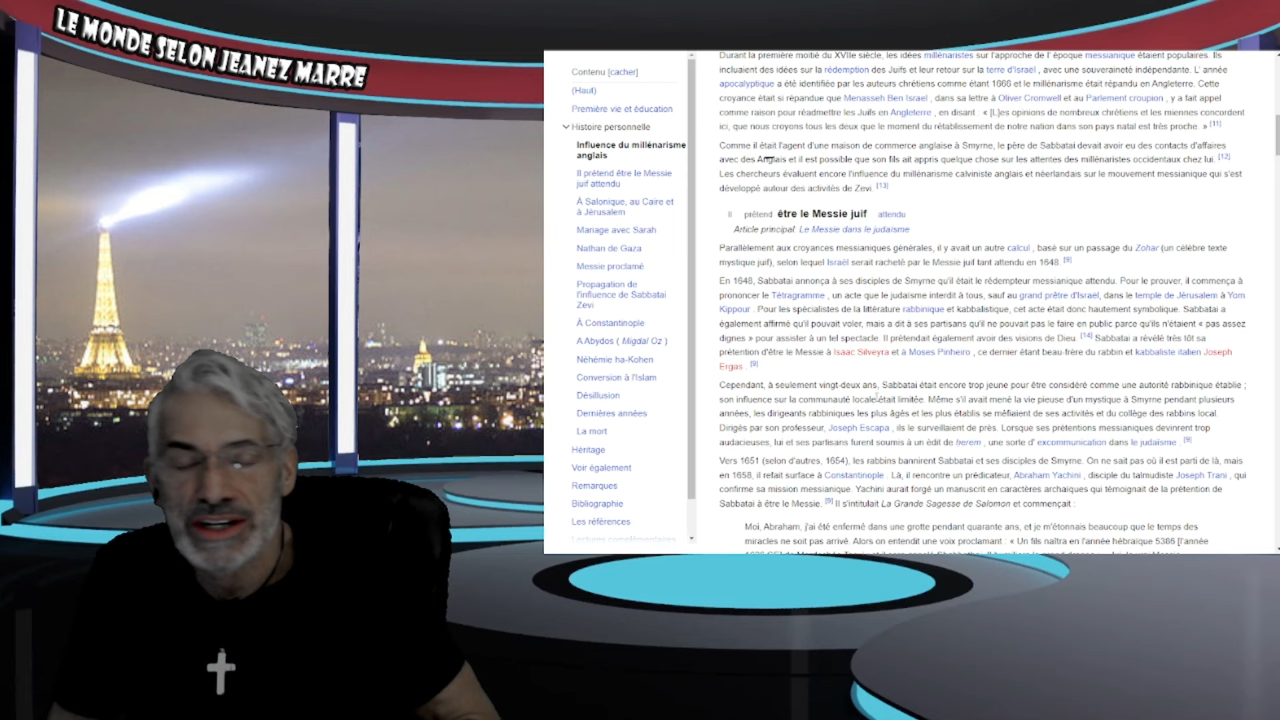 LE MONDE SELON JEANEZ MARRE
Contenu [cacher]
(Haut)
Première vie et éducation
Histoire personnelle
Influence du millénarisme
anglais
Il prétend être le Messie
juif attendu
À Salonique, au Caire et
à Jérusalem
Mariage avec Sarah
Nathan de Gaza
Messie proclamé
Propagation de
l'influence de Sabbatai
Zevi
À Constantinople
A Abydos ( Migdal Oz )
Néhémie ha-Kohen
Conversion à l'Islam
Désillusion
Dernières années
La mort
Héritage
Voir également
Remarques
Bibliographie
Les références
Lectures complémentaires
Durant la première moitié du XVIIe siècle, les idées millénaristes sur l'approche de l' époque messianique étaient populaires. Ils
incluaient des idées sur la rédemption des Juifs et leur retour sur la terre d'Israël , avec une souveraineté indépendante. L' année
apocalyptique a été identifiée par les auteurs chrétiens comme étant 1666 et le millénarisme était répandu en Angleterre. Cette
croyance était si répandue que Menasseh Ben Israel , dans sa lettre à Oliver Cromwell et au Parlement croupion , y a fait appel
comme raison pour réadmettre les Juifs en Angleterre , en disant : « [L]es opinions de nombreux chrétiens et les miennes concordent
ici, que nous croyons tous les deux que le moment du rétablissement de notre nation dans son pays natal est très proche. » [11]
Comme il était l'agent d'une maison de commerce anglaise à Smyrne, le père de Sabbatai devait avoir eu des contacts d'affaires
avec des Anglais et il est possible que son fils ait appris quelque chose sur les attentes des millénaristes occidentaux chez lui. [12]
Les chercheurs évaluent encore l'influence du millénarisme calviniste anglais et néerlandais sur le mouvement messianique qui s'est
développé autour des activités de Zevi. [13]
Il prétend être le Messie juif attendu
Article principal: Le Messie dans le judaïsme
Parallèlement aux croyances messianiques générales, il y avait un autre calcul , basé sur un passage du Zohar (un célèbre texte
mystique juif), selon lequel Israël serait racheté par le Messie juif tant attendu en 1648. [9]
En 1648, Sabbatai annonça à ses disciples de Smyrne qu'il était le rédempteur messianique attendu. Pour le prouver, il commença à
prononcer le Tétragramme , un acte que le judaïsme interdit à tous, sauf au grand prêtre d'Israël, dans le temple de Jérusalem à Yom
Kippour . Pour les spécialistes de la littérature rabbinique et kabbalistique, cet acte était donc hautement symbolique. Sabbatai a
également affirmé qu'il pouvait voler, mais a dit à ses partisans qu'il ne pouvait pas le faire en public parce qu'ils n'étaient « pas assez
dignes » pour assister à un tel spectacle. Il prétendait également avoir des visions de Dieu. [14] Sabbatai a révélé très tôt sa
prétention d'être le Messie à Isaac Silveyra et à Moses Pinheiro , ce dernier étant beau-frère du rabbin et kabbaliste italien Joseph
Ergas . [9]
Cependant, à seulement vingt-deux ans, Sabbatai était encore trop jeune pour être considéré comme une autorité rabbinique établie ;
son influence sur la communauté locale était limitée. Même s'il avait mené la vie pieuse d'un mystique à Smyrne pendant plusieurs
années, les dirigeants rabbiniques les plus âgés et les plus établis se méfiaient de ses activités et du collège des rabbins local.
Dirigés par son professeur, Joseph Escapa , ils le surveillaient de près. Lorsque ses prétentions messianiques devinrent trop
audacieuses, lui et ses partisans furent soumis à un édit de herem , une sorte d' excommunication dans le judaïsme . [9]
Vers 1651 (selon d'autres, 1654), les rabbins bannirent Sabbatai et ses disciples de Smyrne. On ne sait pas où il est parti de là, mais
en 1658, il refait surface à Constantinople . Là, il rencontre un prédicateur, Abraham Yachini , disciple du talmudiste Joseph Trani , qui
confirme sa mission messianique. Yachini aurait forgé un manuscrit en caractères archaïques qui témoignait de la prétention de
Sabbatai à être le Messie. [9] Il s'intitulait La Grande Sagesse de Salomon et commençait :
Moi, Abraham, j'ai été enfermé dans une grotte pendant quarante ans, et je m'étonnais beaucoup que le temps des
miracles ne soit pas arrivé. Alors on entendit une voix proclamant : « Un fils naîtra en l'année hébraïque 5386 [l'année